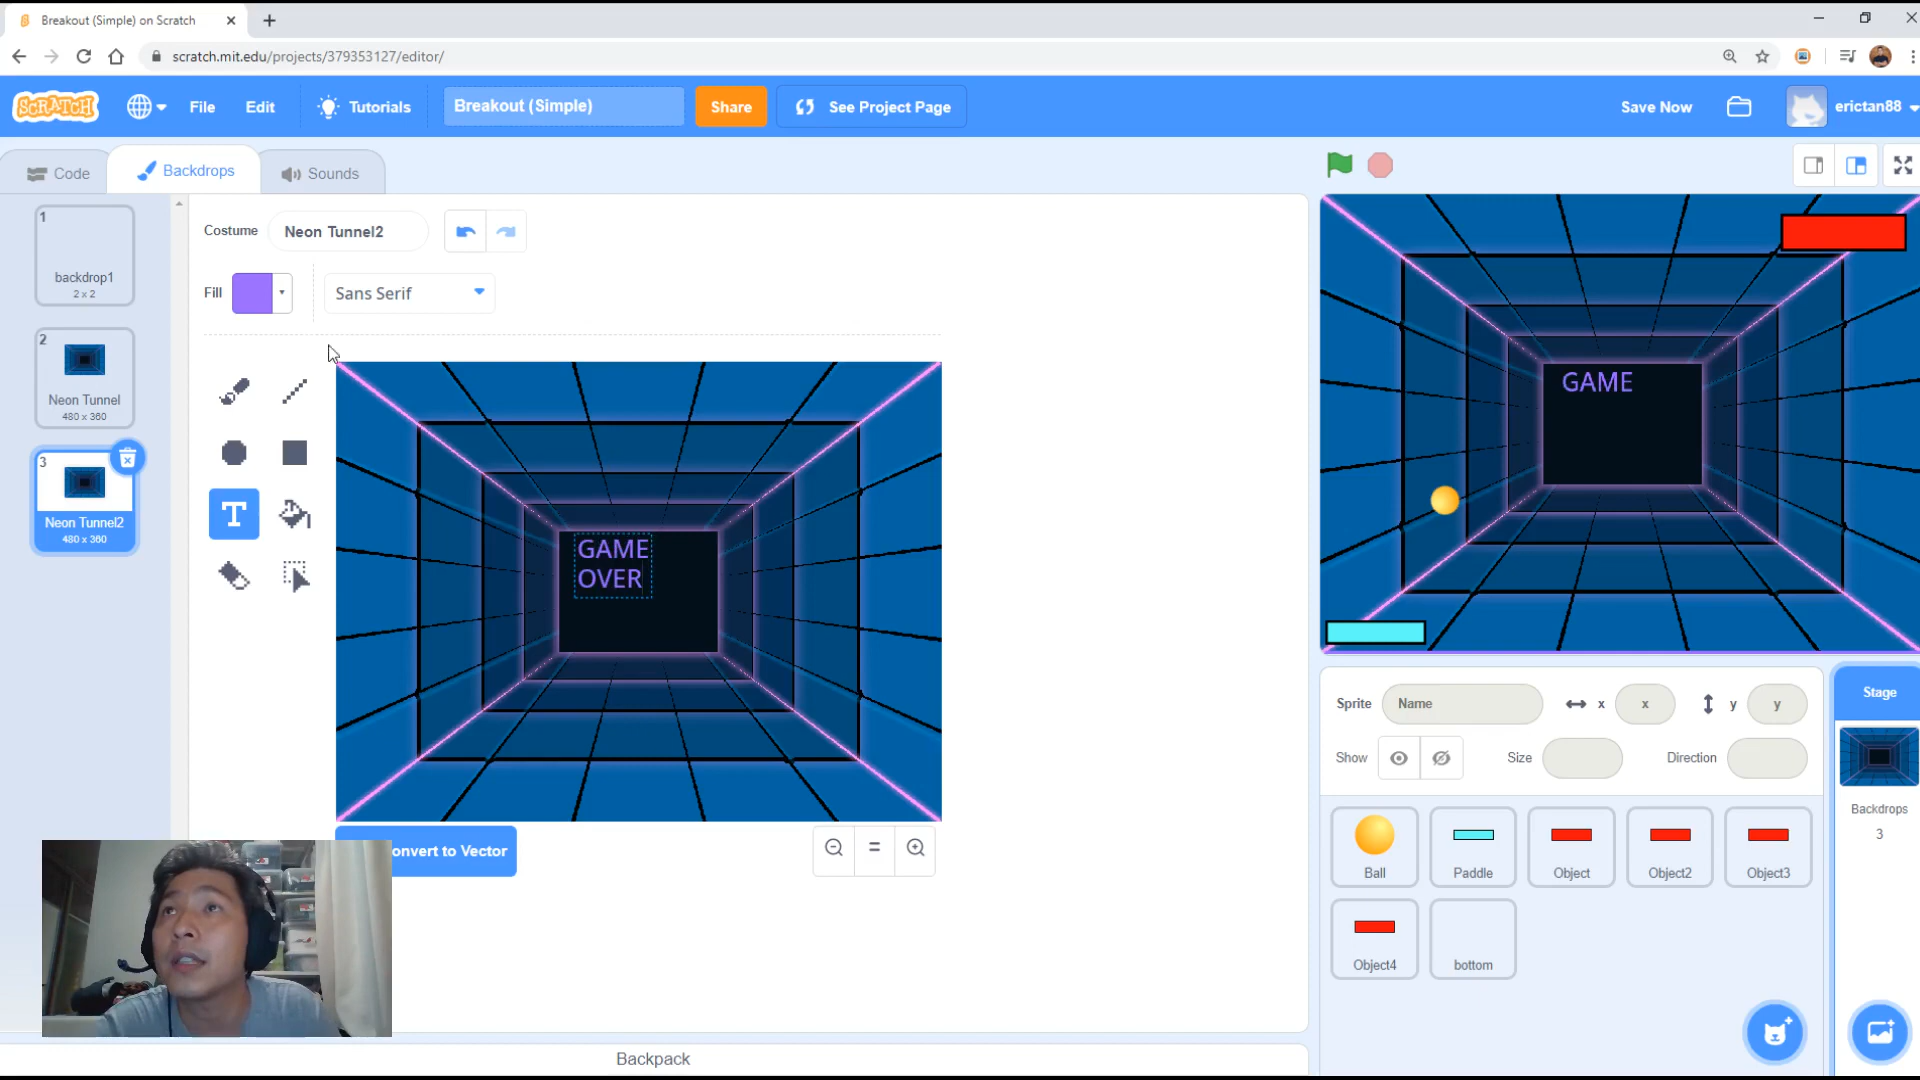 Breakout (Simple) on Scratch
scratch.mit.edu/projects/379353127/editor/
SCRATCH
File
Edit
Tutorials
Breakout (Simple)
Share
See Project Page
Save Now
erictan88
Code
Backdrops
Sounds
1
backdrop1
2 x 2
2
Neon Tunnel
480 x 360
3
Neon Tunnel2
480 x 360
Costume
Neon Tunnel2
Fill
Sans Serif
T
GAME
OVER
onvert to Vector
GAME
Sprite
Name
x
x
y
y
Show
Size
Direction
Ball
Paddle
Object
Object2
Object3
Object4
bottom
Stage
Backdrops
3
Backpack